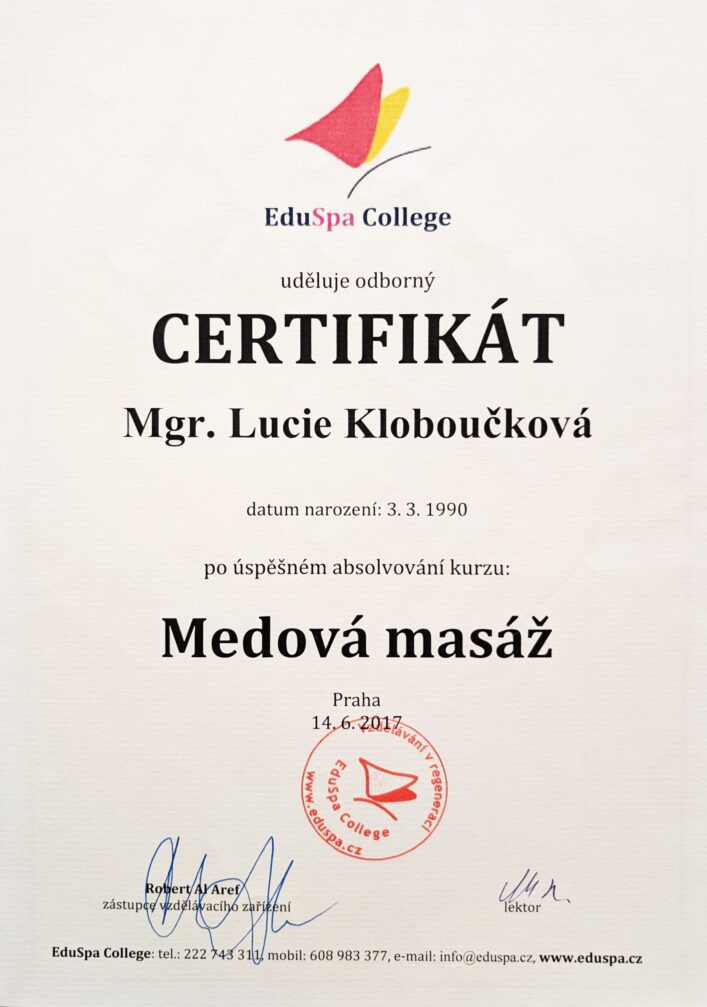 EduSpa College
uděluje odborný
CERTIFIKÁT
Mgr. Lucie Kloboučková
datum narození: 3. 3. 1990
po úspěšném absolvování kurzu:
Medová masáž
Praha
14. 6. 2017
Vzdělávání v regeneraci
EduSpa College
www.eduspa.cz
Robert Al Aref
zástupce vzdělávacího zařízení
lektor
EduSpa College: tel.: 222 743 311, mobil: 608 983 377, e-mail: info@eduspa.cz, www.eduspa.cz